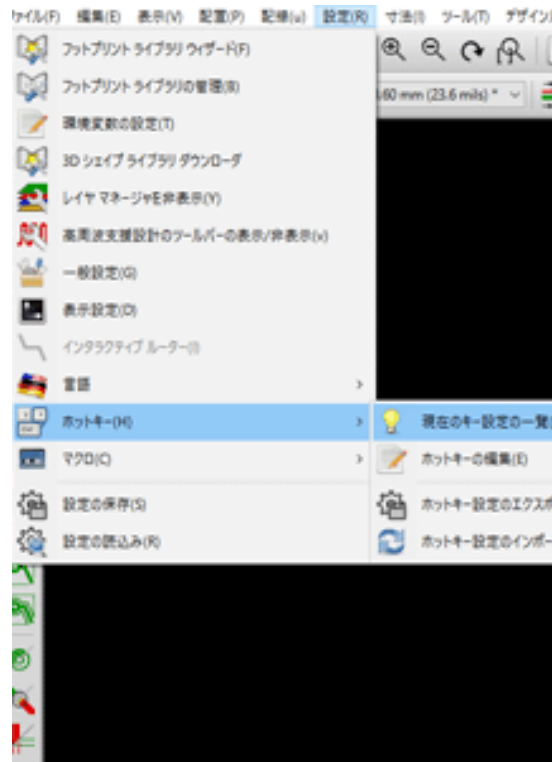 ァイル(F) 編集(E) 表示(V) 配置(P) 配線(u) 設定(R) 寸法(I) ツール(T) デザイン
フットプリント ライブラリ ウィザード(F)
フットプリント ライブラリの管理(B)
.60 mm (23.6 mils) *
環境変数の設定(T)
3D シェイプ ライブラリ ダウンローダ
レイヤ マネージャを非表示(Y)
高周波支援設計のツールバーの表示/非表示(v)
一般設定(G)
表示設定(D)
インタラクティブ ルーター(I)
言語
ホットキー(H)
現在のキー設定の一覧(
マクロ(C)
ホットキーの編集(E)
設定の保存(S)
ホットキー設定のエクスポ
設定の読込み(R)
ホットキー設定のインポー